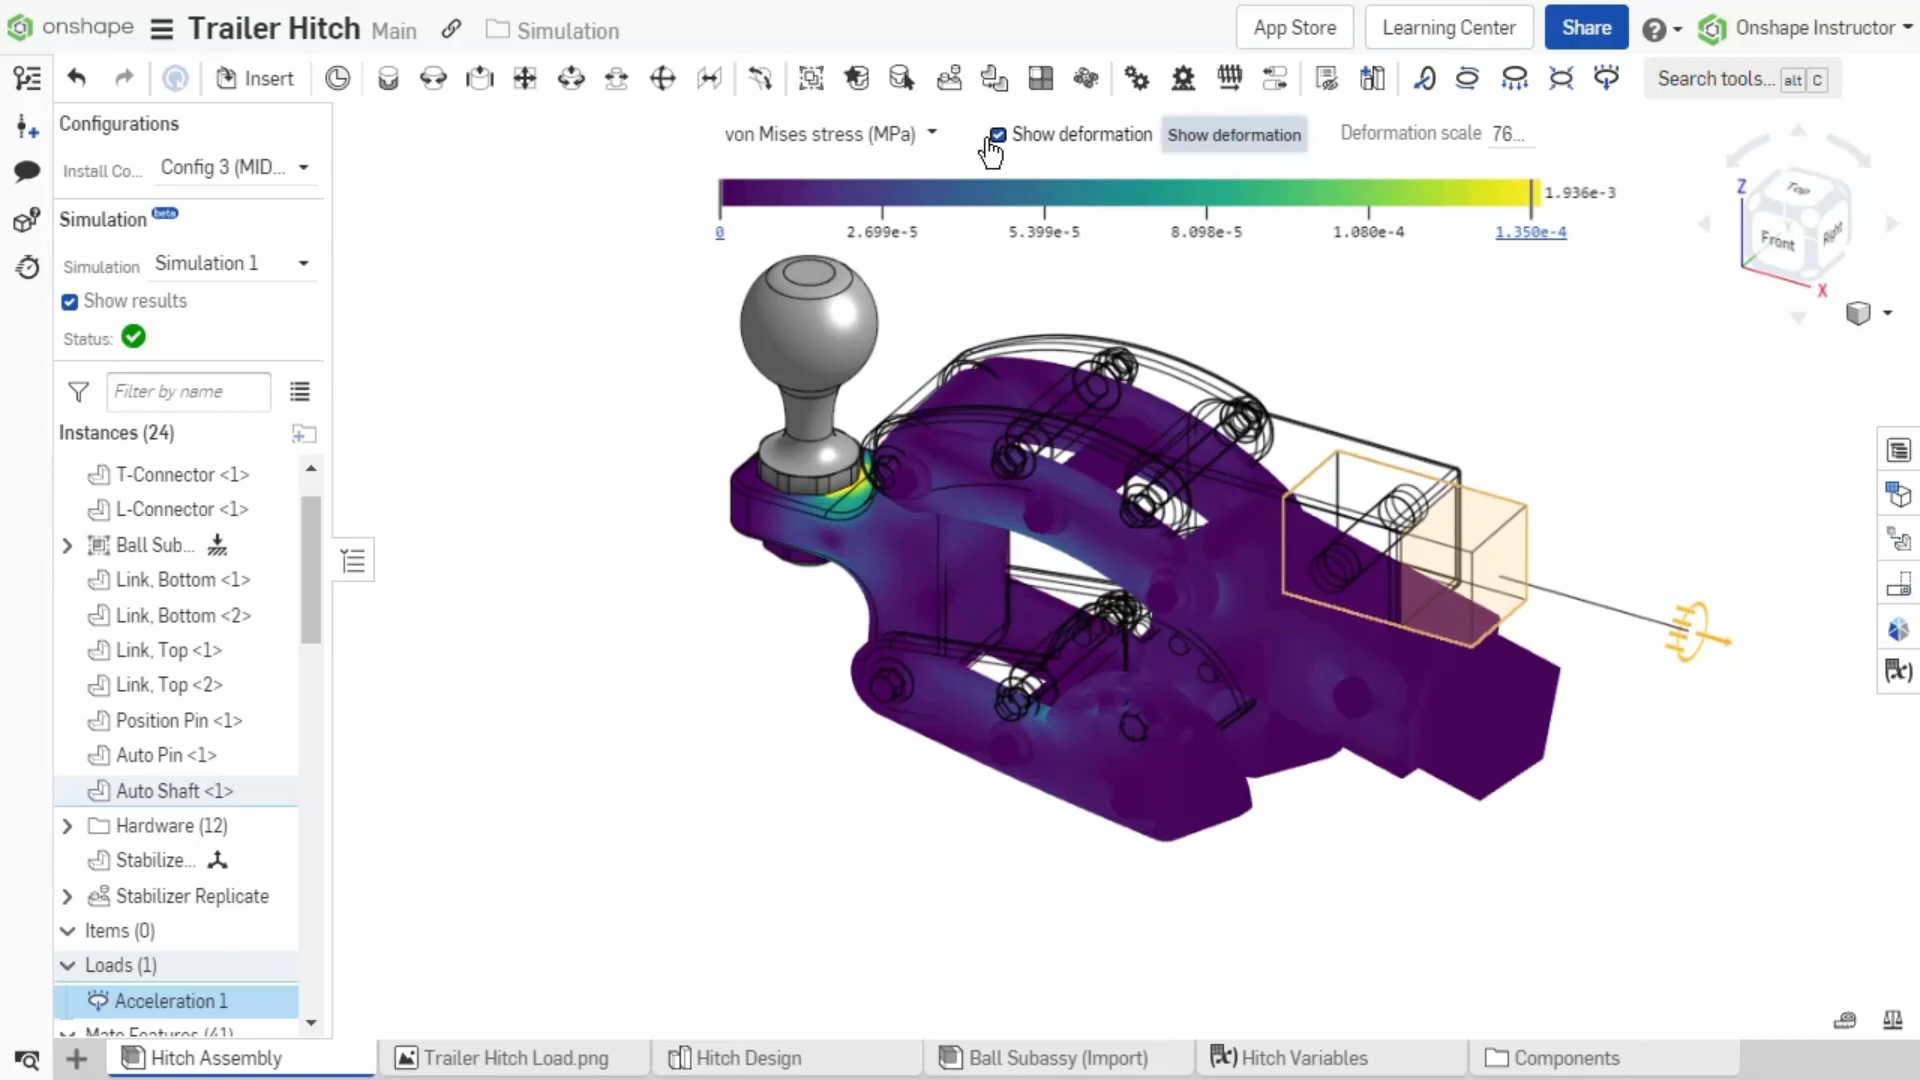 onshape Trailer Hitch Main Simulation App Store Learning Center Share Onshape Instructor
Insert Search tools... alt C
Configurations
Install Co... Config 3 (MID...
Simulation beta
Simulation Simulation 1
Show results
Status:
Filter by name
Instances (24)
T-Connector <1>
L-Connector <1>
Ball Sub...
Link, Bottom <1>
Link, Bottom <2>
Link, Top <1>
Link, Top <2>
Position Pin <1>
Auto Pin <1>
Auto Shaft <1>
Hardware (12)
Stabilize...
Stabilizer Replicate
Items (0)
Loads (1)
Acceleration 1
Mate Features (41)
von Mises stress (MPa) Show deformation Show deformation Deformation scale 76...
1.936e-3
0 2.699e-5 5.399e-5 8.098e-5 1.080e-4 1.350e-4
Z Top
Front Right
X
Hitch Assembly Trailer Hitch Load.png Hitch Design Ball Subassy (Import) Hitch Variables Components